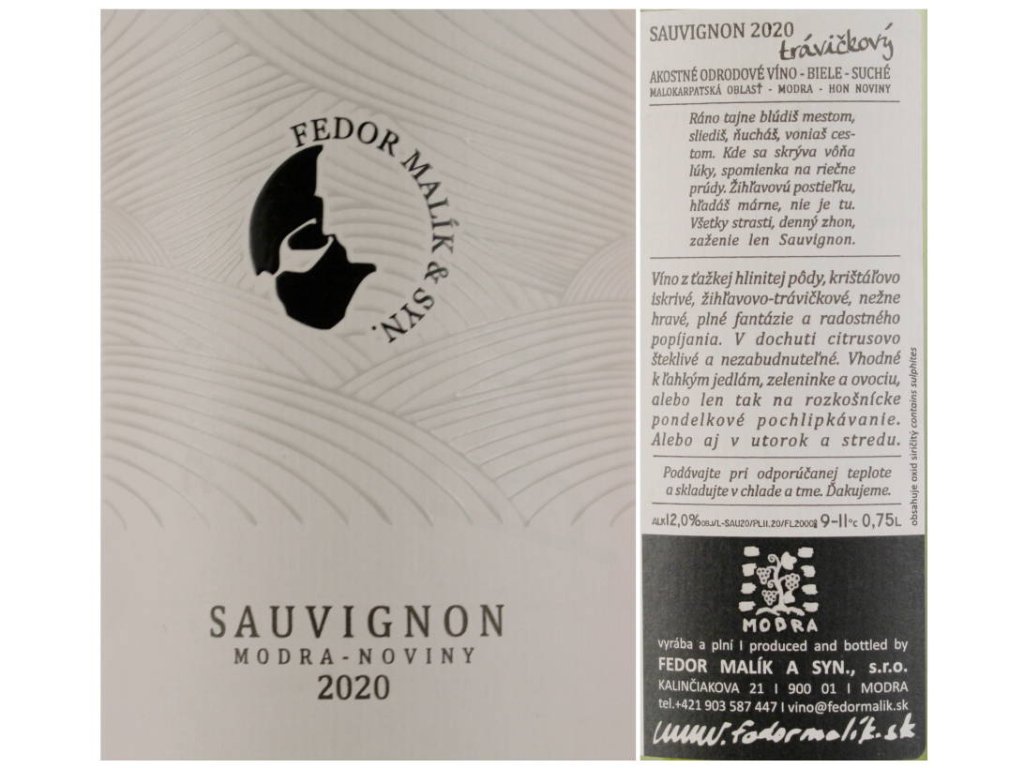 FEDOR MALÍK & SYN.
SAUVIGNON
MODRA-NOVINY
2020
SAUVIGNON 2020
trávičkový
AKOSTNÉ ODRODOVÉ VÍNO - BIELE - SUCHÉ
MALOKARPATSKÁ OBLASŤ - MODRA - HON NOVINY
Ráno tajne blúdiš mestom,
sliediš, ňucháš, voniaš ces-
tom. Kde sa skrýva vôňa
lúky, spomienka na riečne
prúdy. Žihľavovú postieľku,
hľadáš márne, nie je tu.
Všetky strasti, denný zhon,
zaženie len Sauvignon.
Víno z ťažkej hlinitej pôdy, krištáľovo
iskrivé, žihľavovo-trávičkové, nežne
hravé, plné fantázie a radostného
popíjania. V dochuti citrusovo
šteklivé a nezabudnuteľné. Vhodné
k ľahkým jedlám, zeleninke a ovociu,
alebo len tak na rozkošnícke
pondelkové pochlipkávanie.
Alebo aj v utorok a stredu.
obsahuje oxid siričitý contains sulphites
Podávajte pri odporúčanej teplote
a skladujte v chlade a tme. Ďakujeme.
ALK12,0%OBJ/L-SAU20/PL11,20/FL2000 9-11°C 0,75L
MODRA
vyrába a plní I produced and bottled by
FEDOR MALÍK A SYN., s.r.o.
KALINČIAKOVA 21 I 900 01 I MODRA
tel.+421 903 587 447 I vino@fedormalik.sk
www.fedormalik.sk